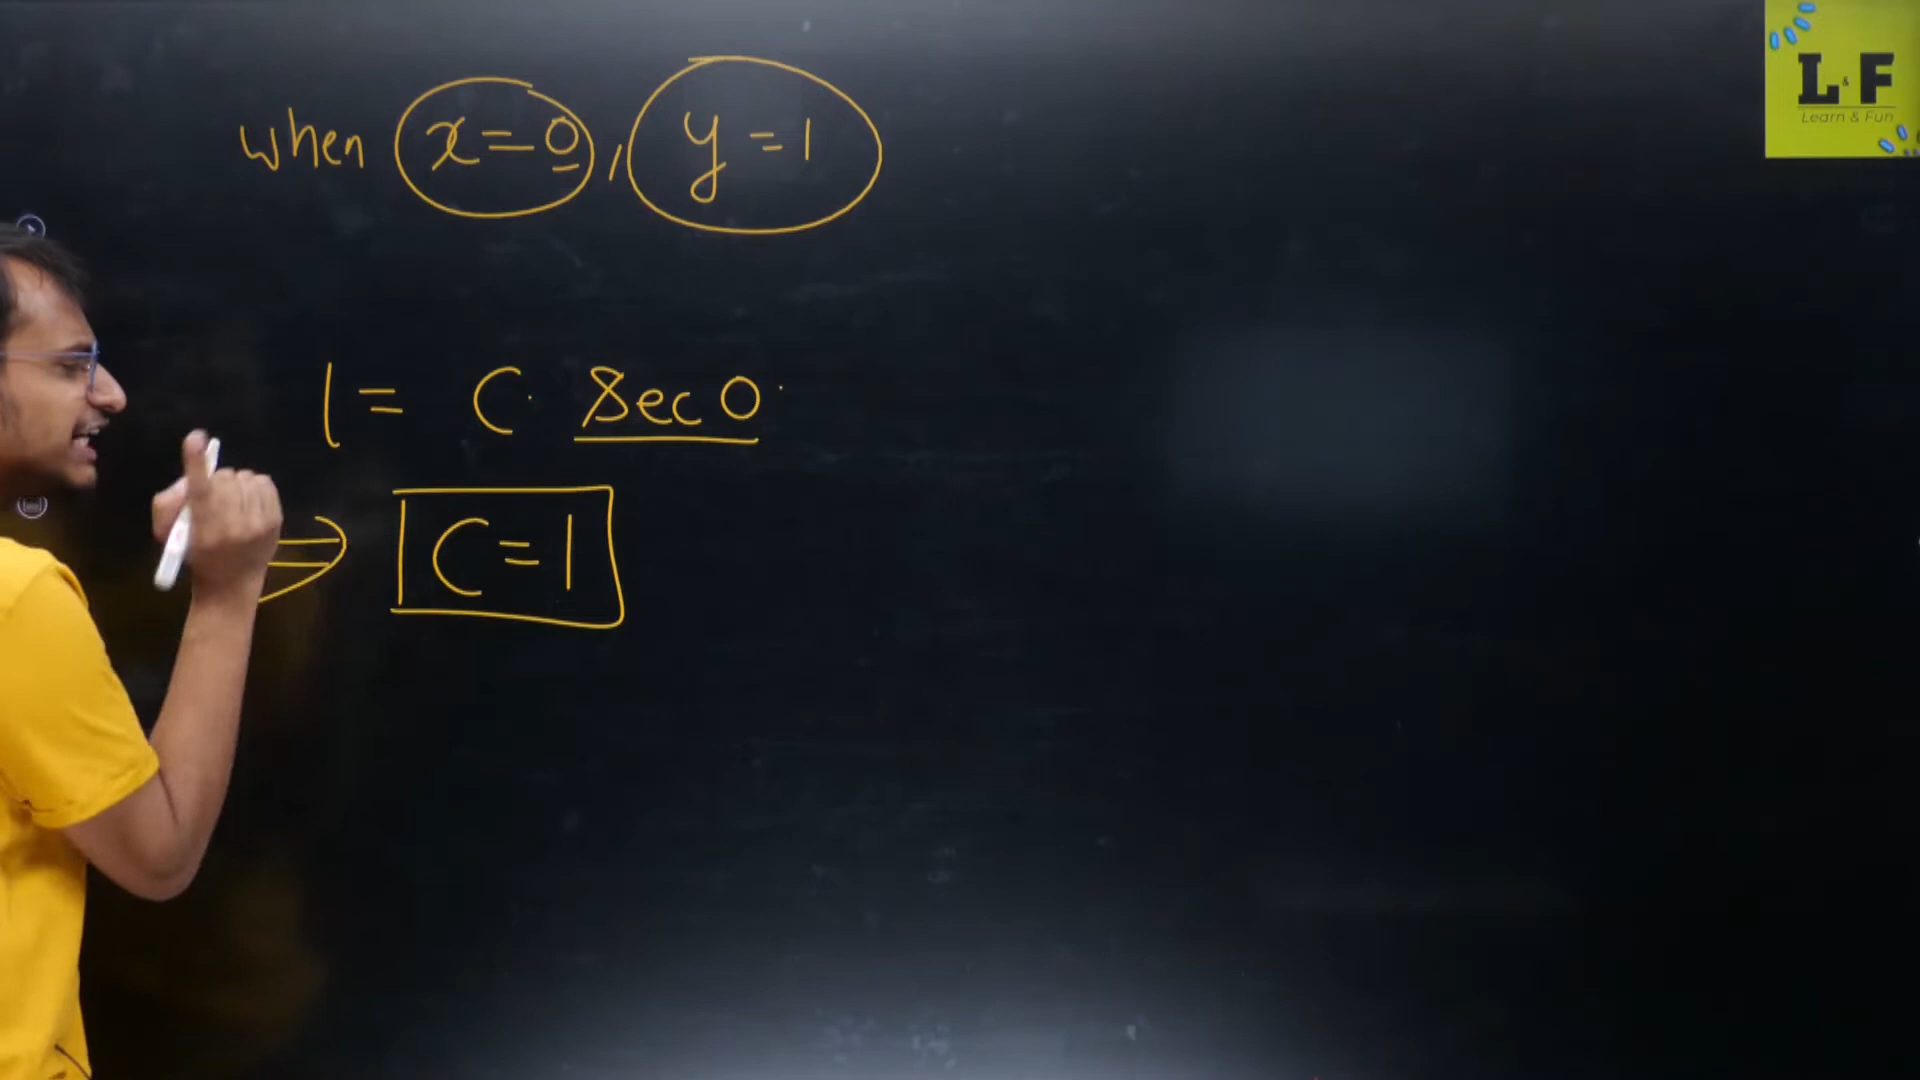 L & F
Learn & Fun
when x = 0, y = 1
1 = C · Sec 0
⇒ C = 1